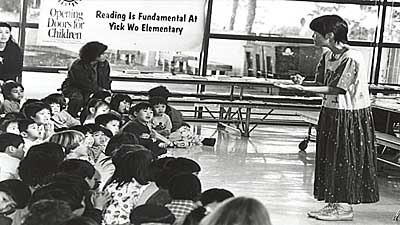 Opening
Doors for
Children
Reading Is Fundamental At
Yick Wo Elementary